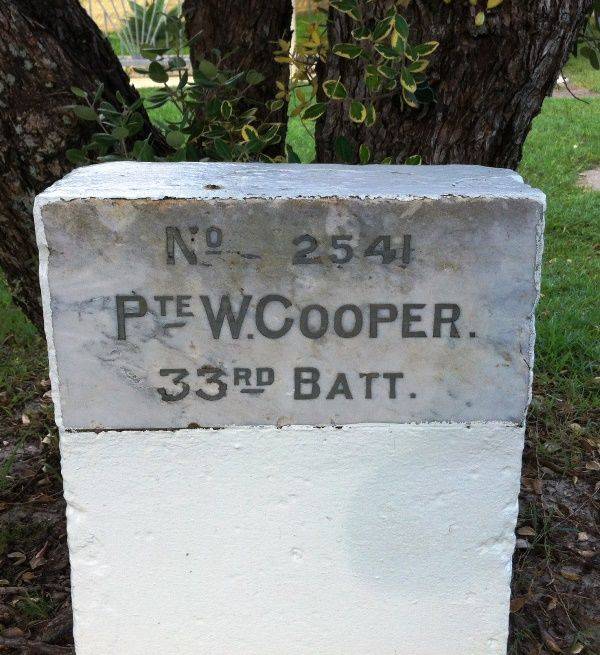 No 2541
PTE W. COOPER.
33RD BATT.